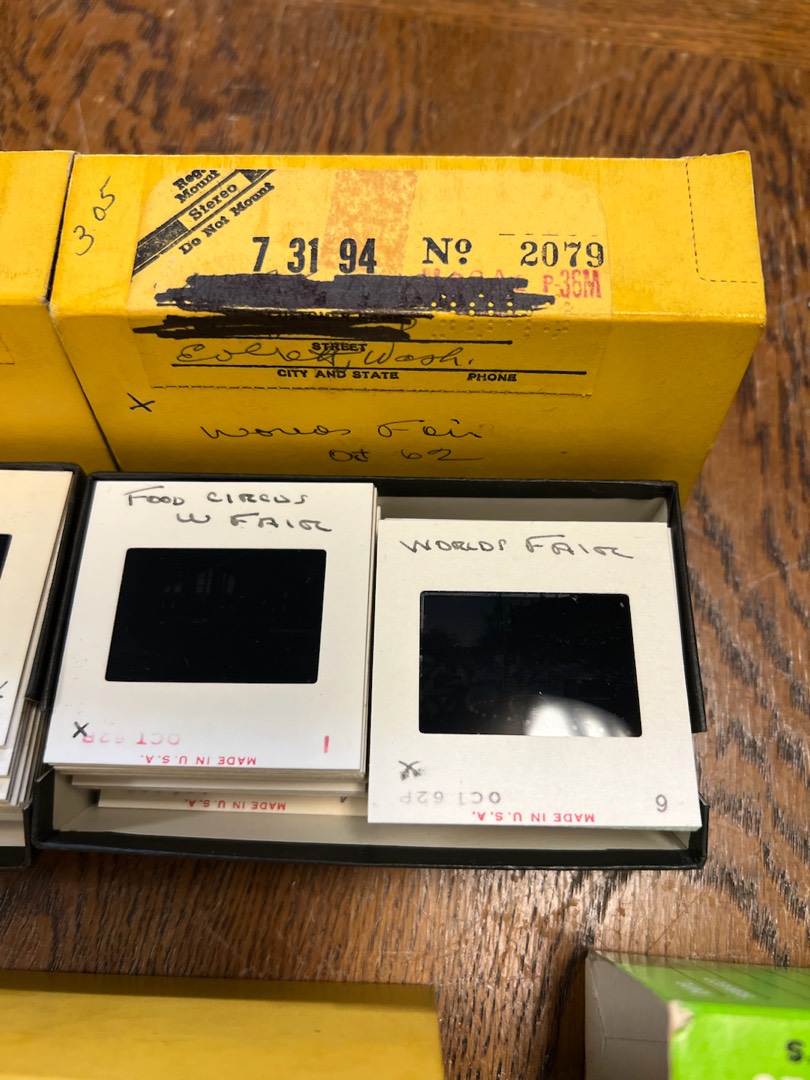 305
Reg.
Mount
Stereo
Do Not Mount
7 31 94 Nº 2079
P-36M
STREET
Everett, Wash.
CITY AND STATE PHONE
x
Worlds Fair
Of 62
FOOD CIRCUS
W FAIR
x OCT 62P 1
MADE IN U.S.A.
MADE IN U.S.A.
WORLDS FAIR
x OCT 62P 6
MADE IN U.S.A.
S